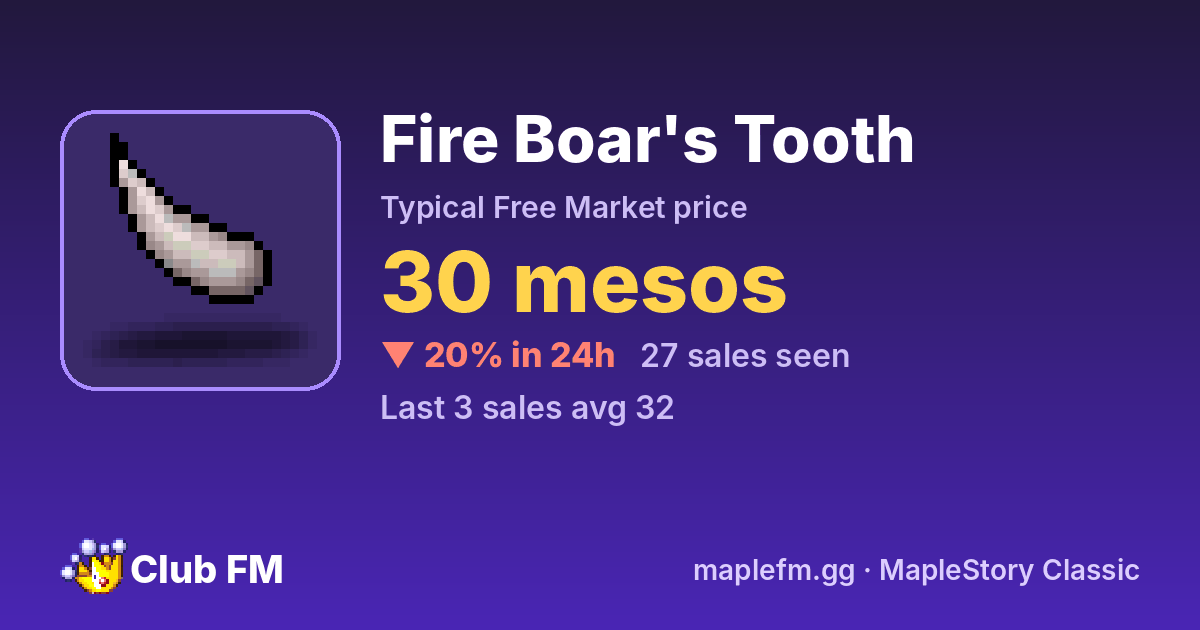 Fire Boar's Tooth
Typical Free Market price
30 mesos
▼ 20% in 24h 27 sales seen
Last 3 sales avg 32
Club FM
maplefm.gg · MapleStory Classic